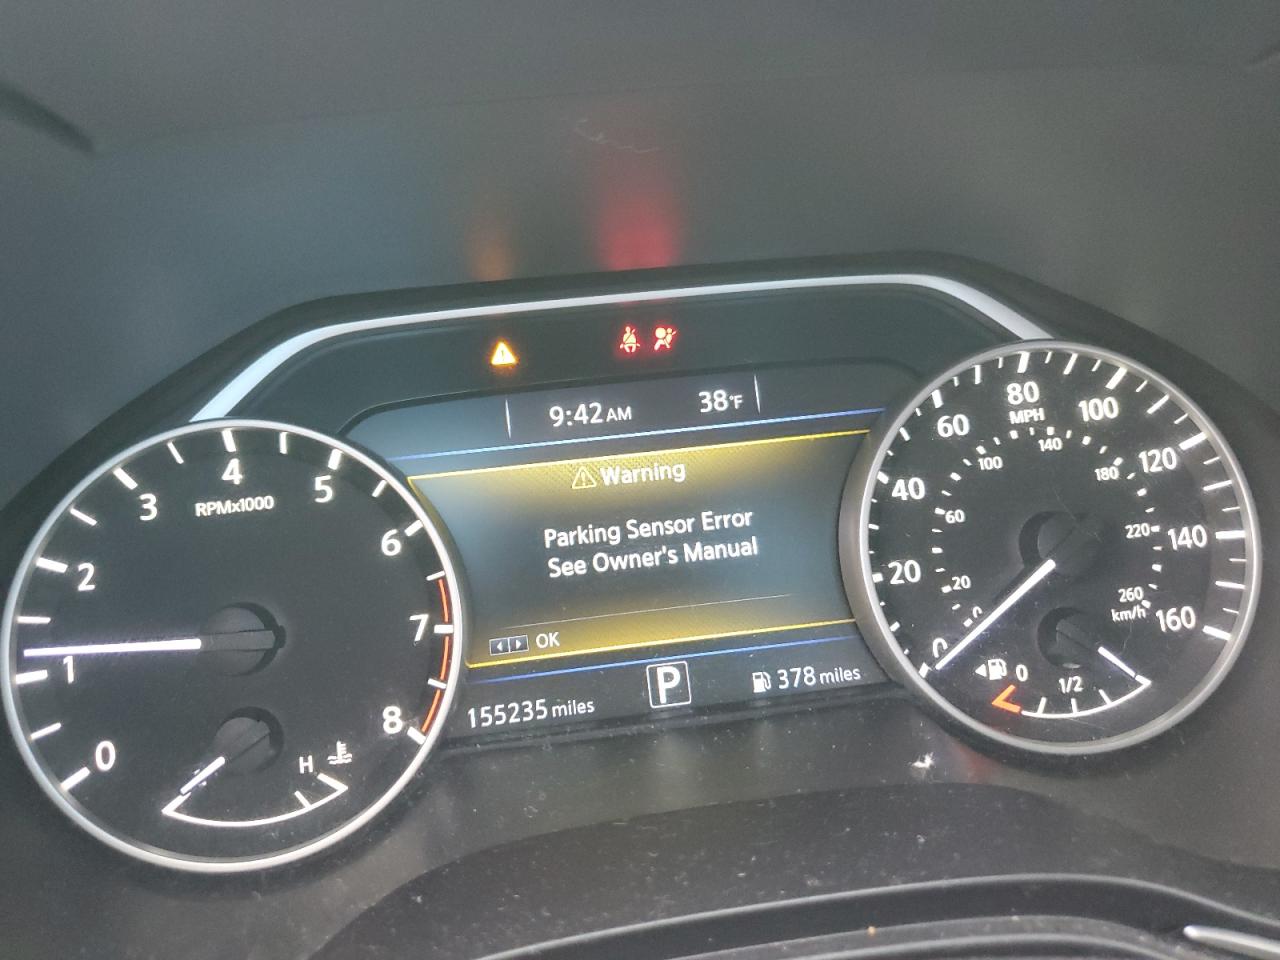 9:42 AM 38°F
Warning
Parking Sensor Error
See Owner's Manual
OK
P
155235 miles
378 miles
0 1 2 3 4 5 6 7 8
RPMx1000
H
0 20 40 60 80 100 120 140 160
MPH
0 20 60 100 140 180 220 260
km/h
0 1/2